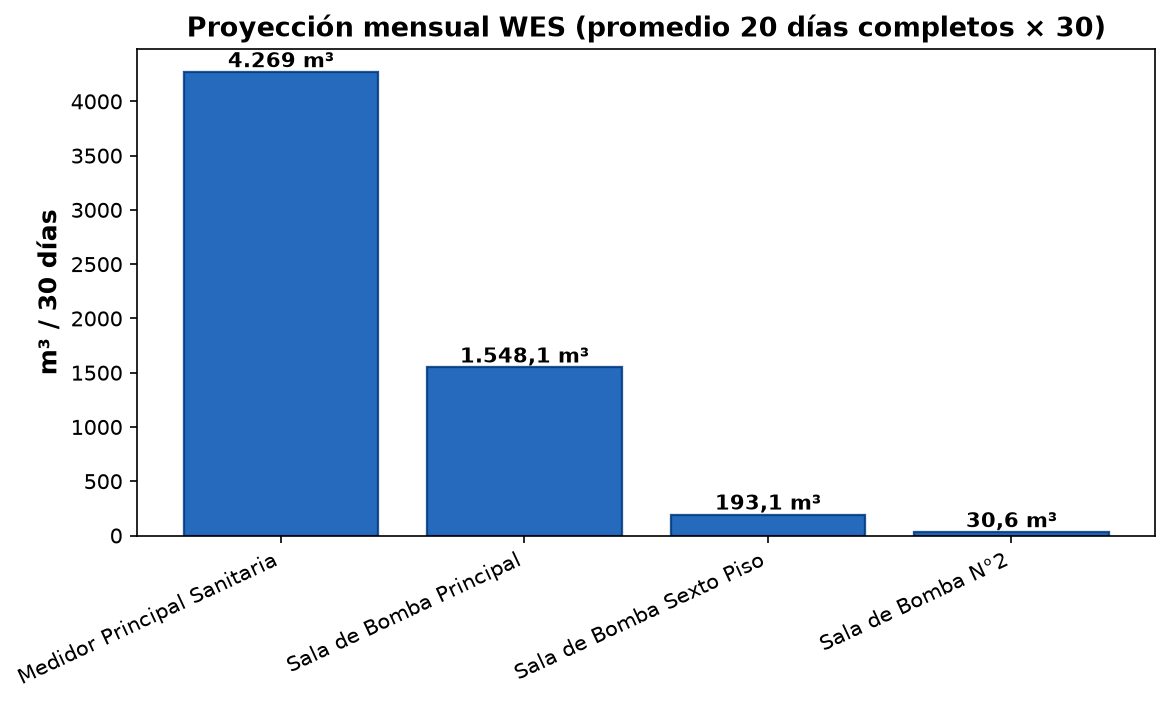 Proyección mensual WES (promedio 20 días completos × 30)
4.269 m³
1.548,1 m³
193,1 m³
30,6 m³
m³ / 30 días
4000
3500
3000
2500
2000
1500
1000
500
0
Medidor Principal Sanitaria
Sala de Bomba Principal
Sala de Bomba Sexto Piso
Sala de Bomba N°2